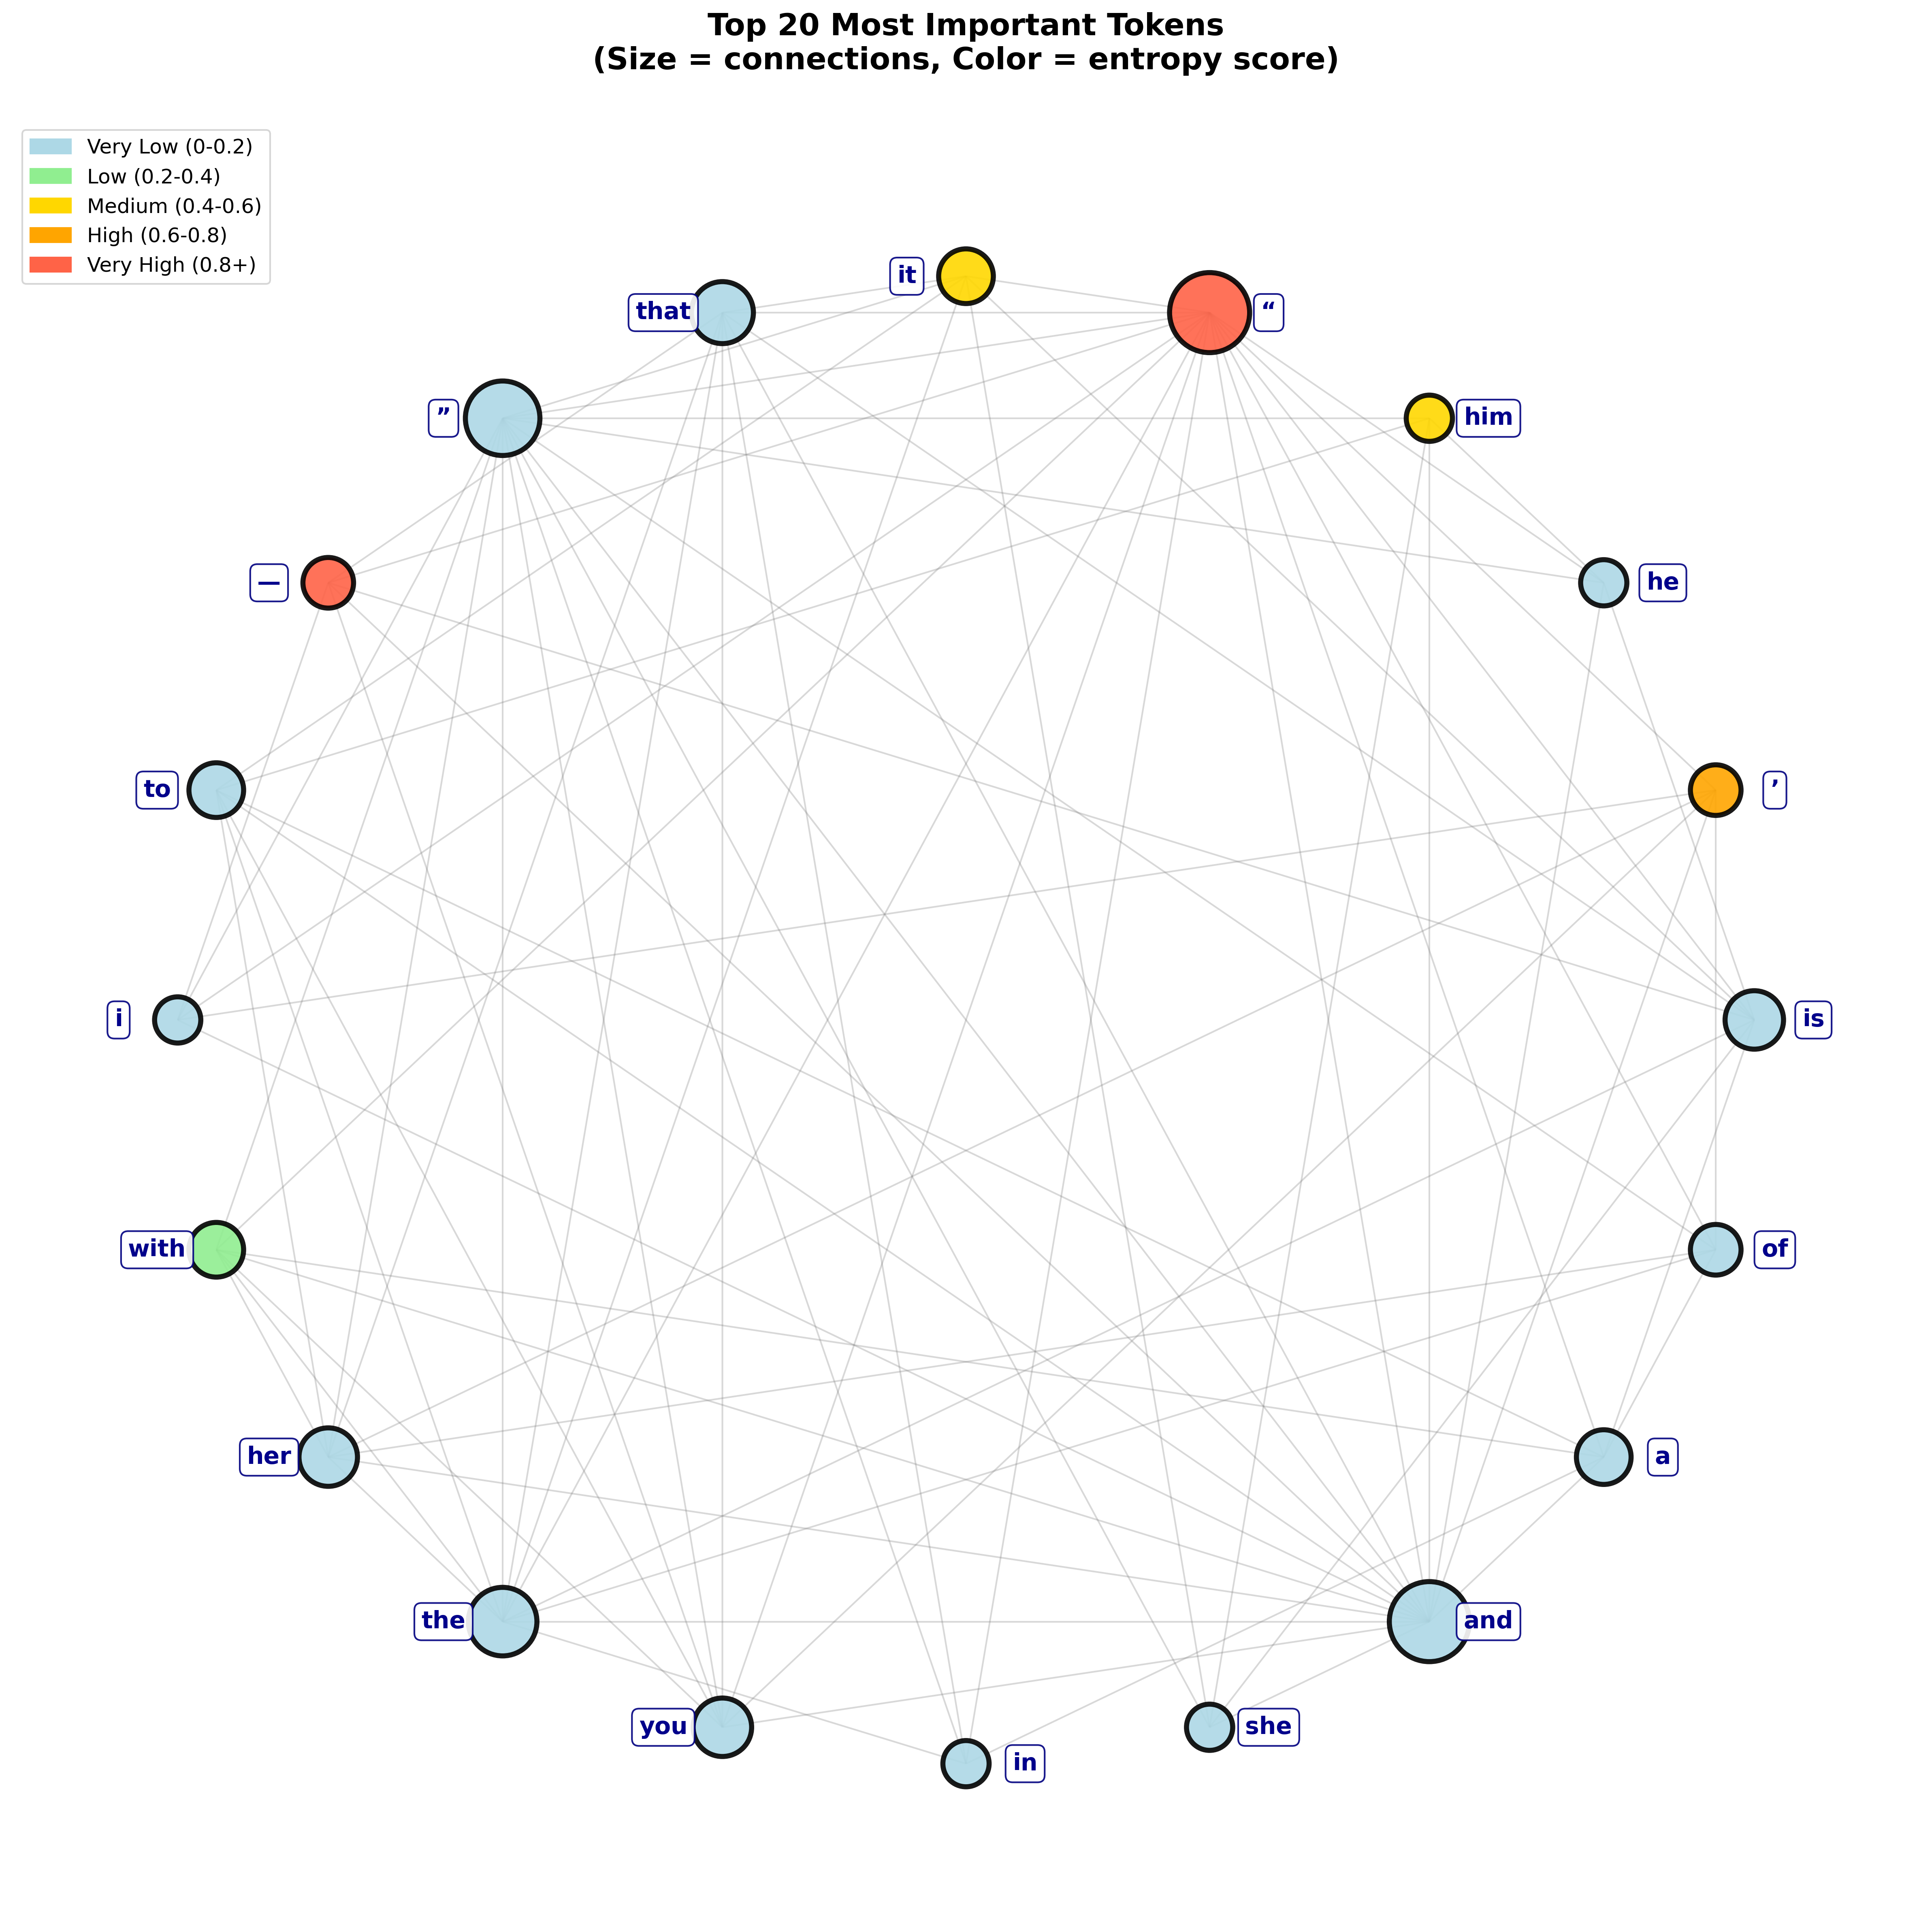 Top 20 Most Important Tokens
(Size = connections, Color = entropy score)
Very Low (0-0.2)
Low (0.2-0.4)
Medium (0.4-0.6)
High (0.6-0.8)
Very High (0.8+)
it
that
“
”
him
—
he
to
’
i
is
with
of
her
a
the
and
you
she
in